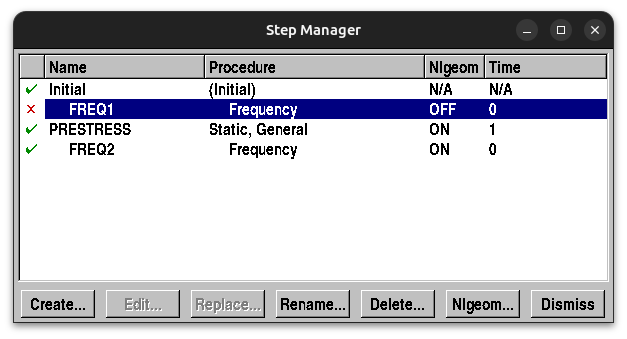 Step Manager
Name Procedure Nlgeom Time
Initial (Initial) N/A N/A
FREQ1 Frequency OFF 0
PRESTRESS Static, General ON 1
FREQ2 Frequency ON 0
Create... Edit... Replace... Rename... Delete... Nlgeom... Dismiss